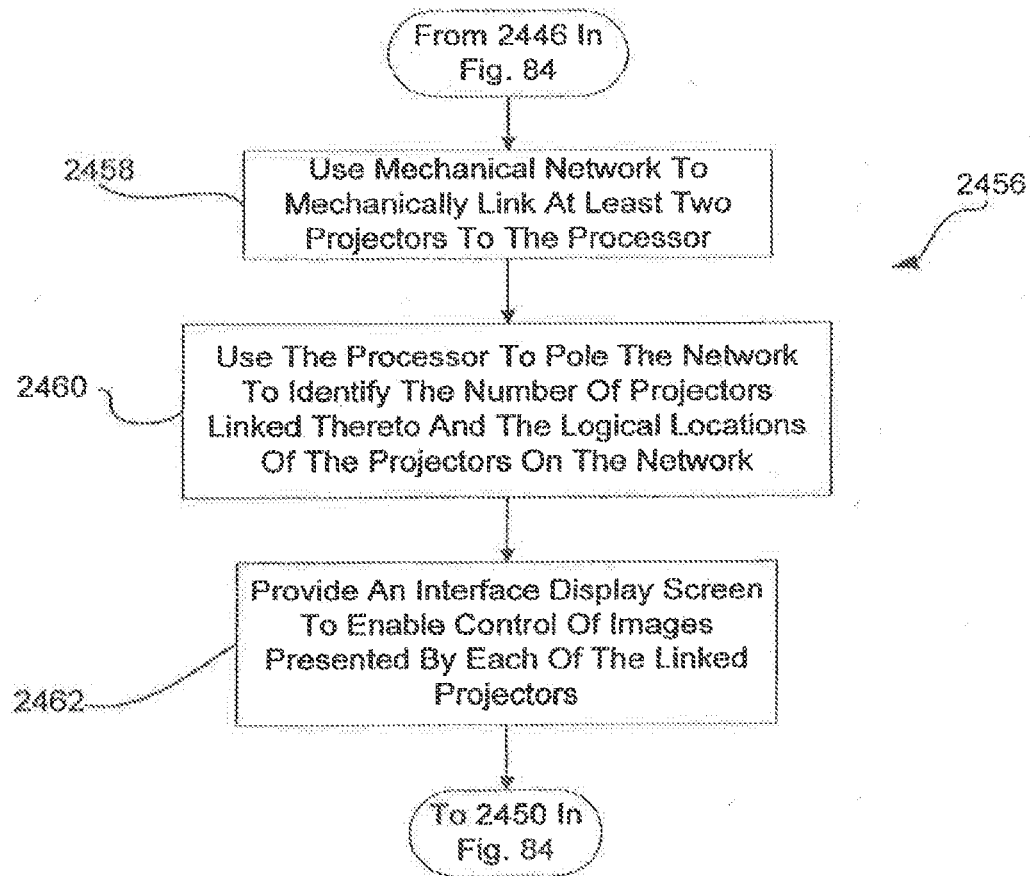 From 2446 In
Fig. 84
2458
Use Mechanical Network To
Mechanically Link At Least Two
Projectors To The Processor
2456
2460
Use The Processor To Pole The Network
To Identify The Number Of Projectors
Linked Thereto And The Logical Locations
Of The Projectors On The Network
2462
Provide An Interface Display Screen
To Enable Control Of Images
Presented By Each Of The Linked
Projectors
To 2450 In
Fig. 84